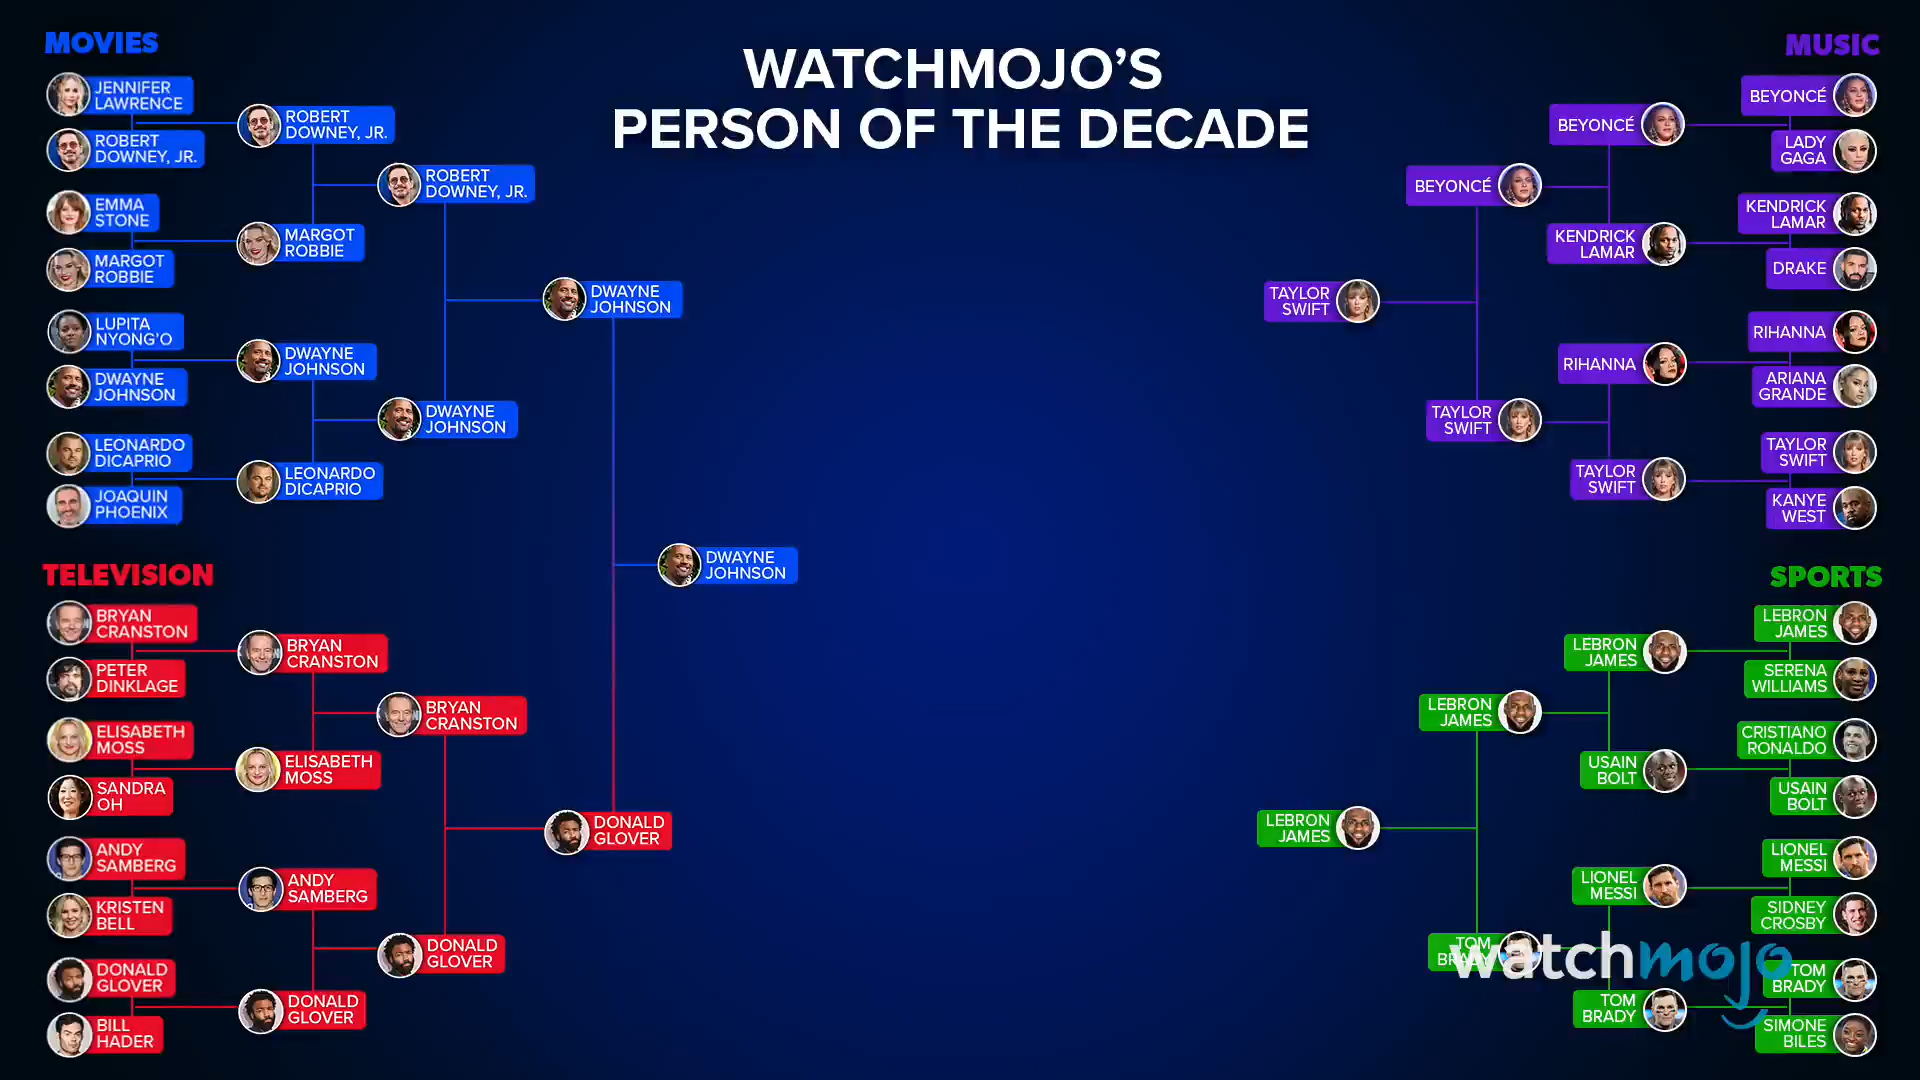 WATCHMOJO'S
PERSON OF THE DECADE
MOVIES
JENNIFER
LAWRENCE
ROBERT
DOWNEY, JR.
EMMA
STONE
MARGOT
ROBBIE
LUPITA
NYONG'O
DWAYNE
JOHNSON
LEONARDO
DICAPRIO
JOAQUIN
PHOENIX
ROBERT
DOWNEY, JR.
MARGOT
ROBBIE
DWAYNE
JOHNSON
LEONARDO
DICAPRIO
ROBERT
DOWNEY, JR.
DWAYNE
JOHNSON
DWAYNE
JOHNSON
DWAYNE
JOHNSON
TELEVISION
BRYAN
CRANSTON
PETER
DINKLAGE
ELISABETH
MOSS
SANDRA
OH
ANDY
SAMBERG
KRISTEN
BELL
DONALD
GLOVER
BILL
HADER
BRYAN
CRANSTON
ELISABETH
MOSS
ANDY
SAMBERG
DONALD
GLOVER
BRYAN
CRANSTON
DONALD
GLOVER
DONALD
GLOVER
MUSIC
BEYONCÉ
LADY
GAGA
KENDRICK
LAMAR
DRAKE
RIHANNA
ARIANA
GRANDE
TAYLOR
SWIFT
KANYE
WEST
BEYONCÉ
KENDRICK
LAMAR
RIHANNA
TAYLOR
SWIFT
BEYONCÉ
TAYLOR
SWIFT
TAYLOR
SWIFT
SPORTS
LEBRON
JAMES
SERENA
WILLIAMS
CRISTIANO
RONALDO
USAIN
BOLT
LIONEL
MESSI
SIDNEY
CROSBY
TOM
BRADY
SIMONE
BILES
LEBRON
JAMES
USAIN
BOLT
LIONEL
MESSI
TOM
BRADY
LEBRON
JAMES
TOM
BRADY
LEBRON
JAMES
watchmojo